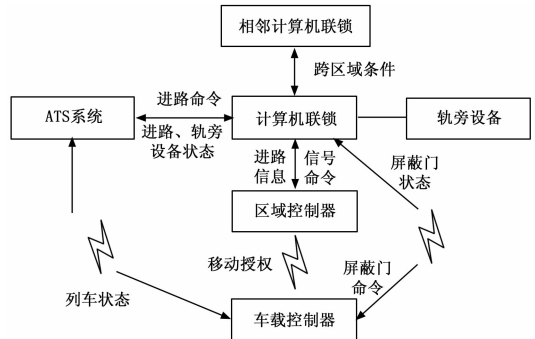 相邻计算机联锁
跨区域条件
进路命令
ATS系统
计算机联锁
轨旁设备
进路、轨旁
设备状态
进路
信息
信号
命令
屏蔽门
状态
区域控制器
移动授权
屏蔽门
命令
列车状态
车载控制器